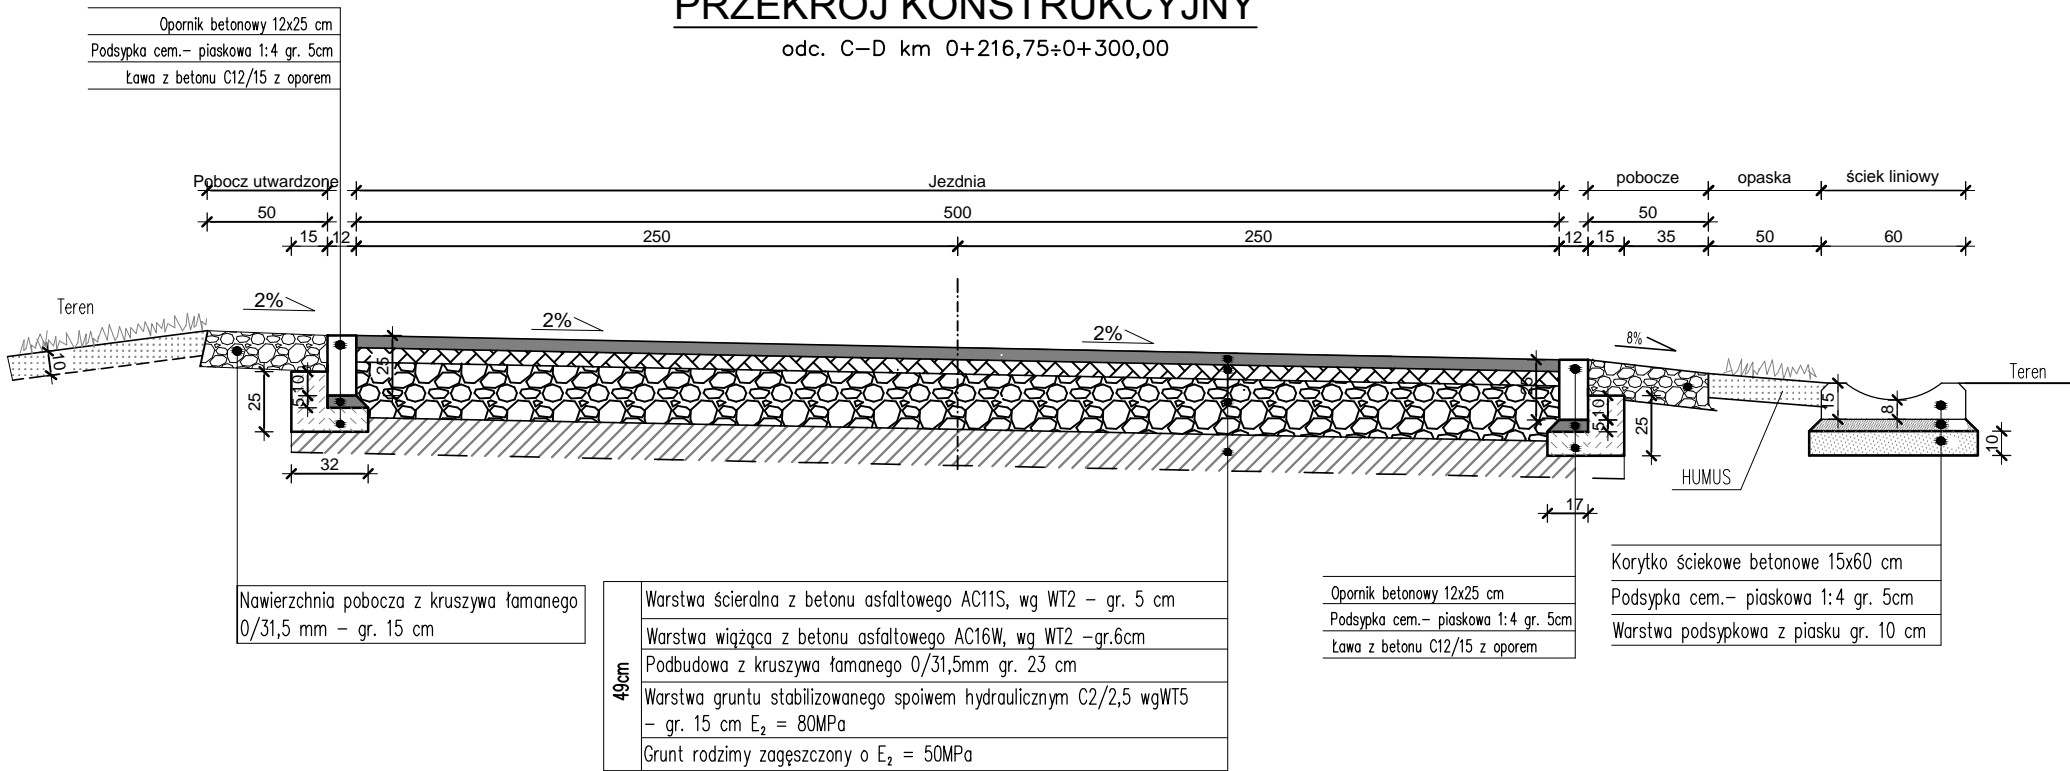 PRZEKRÓJ KONSTRUKCYJNY
odc. C-D km 0+216,75÷0+300,00
Opornik betonowy 12x25 cm
Podsypka cem.- piaskowa 1:4 gr. 5cm
Ława z betonu C12/15 z oporem
Pobocz utwardzone
Jezdnia
pobocze
opaska
ściek liniowy
50
500
50
15
12
250
250
12
15
35
50
60
Teren
2%
2%
2%
8%
Teren
10
25
5
10
25
25
5
10
25
15
8
10
32
17
HUMUS
Nawierzchnia pobocza z kruszywa łamanego
0/31,5 mm - gr. 15 cm
49cm
Warstwa ścieralna z betonu asfaltowego AC11S, wg WT2 - gr. 5 cm
Warstwa wiążąca z betonu asfaltowego AC16W, wg WT2 -gr.6cm
Podbudowa z kruszywa łamanego 0/31,5mm gr. 23 cm
Warstwa gruntu stabilizowanego spoiwem hydraulicznym C2/2,5 wgWT5
- gr. 15 cm E₂ = 80MPa
Grunt rodzimy zagęszczony o E₂ = 50MPa
Opornik betonowy 12x25 cm
Podsypka cem.- piaskowa 1:4 gr. 5cm
Ława z betonu C12/15 z oporem
Korytko ściekowe betonowe 15x60 cm
Podsypka cem.- piaskowa 1:4 gr. 5cm
Warstwa podsypkowa z piasku gr. 10 cm